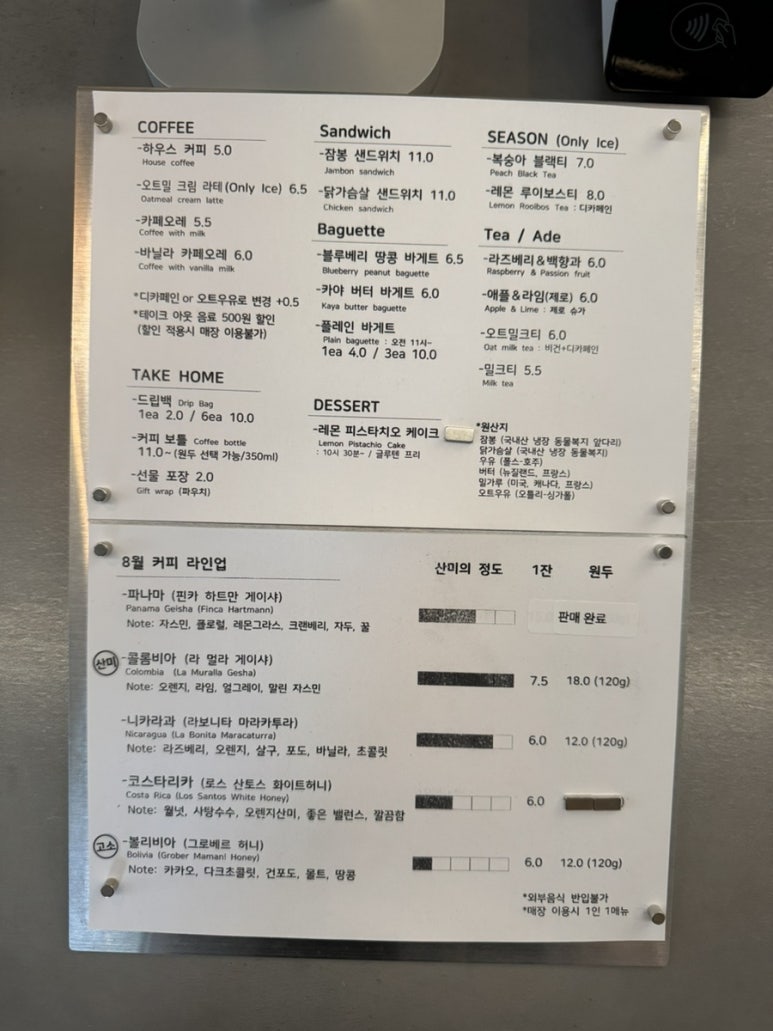 COFFEE
-하우스 커피 5.0
House coffee
-오트밀 크림 라떼(Only Ice) 6.5
Oatmeal cream latte
-카페오레 5.5
Coffee with milk
-바닐라 카페오레 6.0
Coffee with vanilla milk
*디카페인 or 오트우유로 변경 +0.5
*테이크 아웃 음료 500원 할인
(할인 적용시 매장 이용불가)
TAKE HOME
-드립백 Drip Bag
1ea 2.0 / 6ea 10.0
-커피 보틀 Coffee bottle
11.0~(원두 선택 가능/350ml)
-선물 포장 2.0
Gift wrap (파우치)
Sandwich
-잠봉 샌드위치 11.0
Jambon sandwich
-닭가슴살 샌드위치 11.0
Chicken sandwich
Baguette
-블루베리 땅콩 바게트 6.5
Blueberry peanut baguette
-카야 버터 바게트 6.0
Kaya butter baguette
-플레인 바게트
Plain baguette : 오전 11시~
1ea 4.0 / 3ea 10.0
DESSERT
-레몬 피스타치오 케이크
Lemon Pistachio Cake
: 10시 30분~ / 글루텐 프리
SEASON (Only Ice)
-복숭아 블랙티 7.0
Peach Black Tea
-레몬 루이보스티 8.0
Lemon Rooibos Tea : 디카페인
Tea / Ade
-라즈베리&백향과 6.0
Raspberry & Passion fruit
-애플&라임(제로) 6.0
Apple & Lime : 제로 슈가
-오트밀크티 6.0
Oat milk tea : 비건+디카페인
-밀크티 5.5
Milk tea
*원산지
잠봉 (국내산 냉장 동물복지 앞다리)
닭가슴살 (국내산 냉장 동물복지)
우유 (폴스-호주)
버터 (뉴질랜드, 프랑스)
밀가루 (미국, 캐나다, 프랑스)
오트우유 (오틀리-싱가폴)
8월 커피 라인업 산미의 정도 1잔 원두
-파나마 (핀카 하트만 게이샤)
Panama Geisha (Finca Hartmann)
Note: 자스민, 플로럴, 레몬그라스, 크랜베리, 자두, 꿀
판매 완료
산미 -콜롬비아 (라 멀라 게이샤)
Colombia (La Muralla Gesha)
Note: 오렌지, 라임, 얼그레이, 말린 자스민
7.5 18.0 (120g)
-니카라과 (라보니타 마라카투라)
Nicaragua (La Bonita Maracaturra)
Note: 라즈베리, 오렌지, 살구, 포도, 바닐라, 초콜릿
6.0 12.0 (120g)
-코스타리카 (로스 산토스 화이트허니)
Costa Rica (Los Santos White Honey)
Note: 월넛, 사탕수수, 오렌지산미, 좋은 밸런스, 깔끔함
6.0
고소 -볼리비아 (그로베르 허니)
Bolivia (Grober Mamani Honey)
Note: 카카오, 다크초콜릿, 건포도, 몰트, 땅콩
6.0 12.0 (120g)
*외부음식 반입불가
*매장 이용시 1인 1메뉴